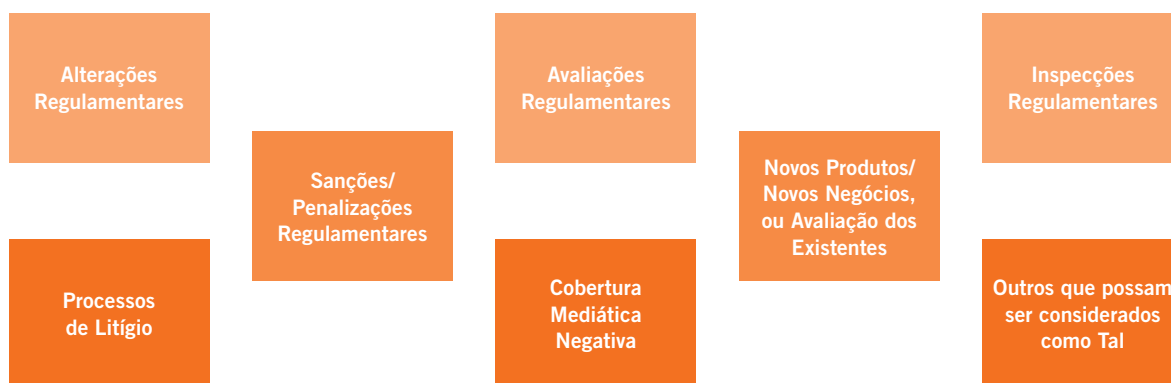 Alterações
Regulamentares
Avaliações
Regulamentares
Inspecções
Regulamentares
Sanções/
Penalizações
Regulamentares
Novos Produtos/
Novos Negócios,
ou Avaliação dos
Existentes
Processos
de Litígio
Cobertura
Mediática
Negativa
Outros que possam
ser considerados
como Tal